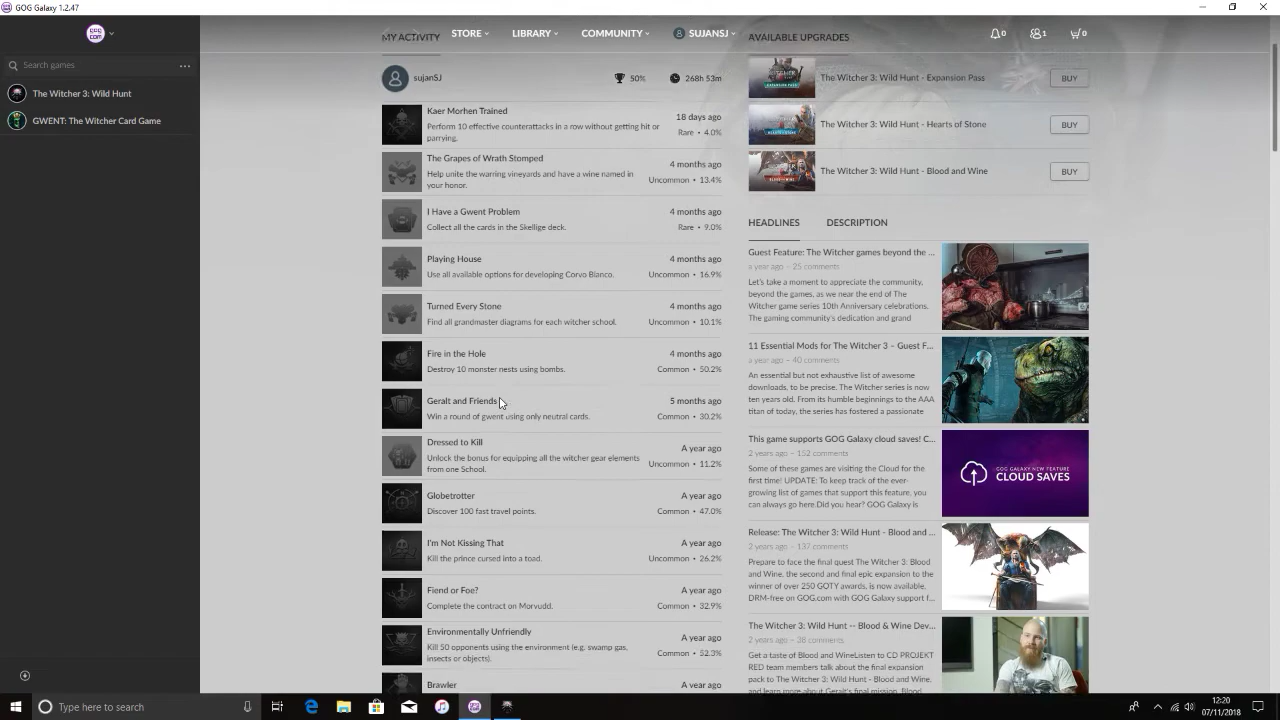 GOG Galaxy 1.2.47
GOG COM
STORE
LIBRARY
COMMUNITY
SUJANSJ
0
1
0
Search games
The Witcher 3: Wild Hunt
GWENT: The Witcher Card Game
MY ACTIVITY
sujanSJ
50%
268h 53m
Kaer Morhen Trained
18 days ago
Perform 10 effective counterattacks in a row without getting hit or
parrying.
Rare • 4.0%
The Grapes of Wrath Stomped
4 months ago
Help unite the warring vineyards and have a wine named in
your honor.
Uncommon • 13.4%
I Have a Gwent Problem
4 months ago
Collect all the cards in the Skellige deck.
Rare • 9.0%
Playing House
4 months ago
Use all available options for developing Corvo Bianco.
Uncommon • 16.9%
Turned Every Stone
4 months ago
Find all grandmaster diagrams for each witcher school.
Uncommon • 10.1%
Fire in the Hole
4 months ago
Destroy 10 monster nests using bombs.
Common • 50.2%
Geralt and Friends
5 months ago
Win a round of gwent using only neutral cards.
Common • 30.2%
Dressed to Kill
A year ago
Unlock the bonus for equipping all the witcher gear elements
from one School.
Uncommon • 11.2%
Globetrotter
A year ago
Discover 100 fast travel points.
Common • 47.0%
I'm Not Kissing That
A year ago
Kill the prince cursed into a toad.
Uncommon • 26.2%
Fiend or Foe?
A year ago
Complete the contract on Morvudd.
Common • 32.9%
Environmentally Unfriendly
A year ago
Kill 50 opponents using the environment (e.g. swamp gas,
insects or objects).
Common • 52.3%
Brawler
A year ago
AVAILABLE UPGRADES
The Witcher 3: Wild Hunt - Expansion Pass
BUY
The Witcher 3: Wild Hunt - Hearts of Stone
BUY
The Witcher 3: Wild Hunt - Blood and Wine
BUY
HEADLINES
DESCRIPTION
Guest Feature: The Witcher games beyond the ...
a year ago – 25 comments
Let's take a moment to appreciate the community,
beyond the games, as we near the end of The
Witcher game series 10th Anniversary celebrations.
The gaming community's dedication and grand
11 Essential Mods for The Witcher 3 – Guest F...
a year ago – 40 comments
An essential but not exhaustive list of awesome
downloads, to be precise. The Witcher series is now
ten years old. From its humble beginnings to the AAA
titan of today, the series has fostered a passionate
This game supports GOG Galaxy cloud saves! C...
2 years ago – 152 comments
Some of these games are visiting the Cloud for the
first time! UPDATE: To keep track of the ever-
growing list of games that support this feature, you
can always go here.Did you hear? GOG Galaxy is
GOG GALAXY NEW FEATURE
CLOUD SAVES
Release: The Witcher 3: Wild Hunt - Blood and ...
2 years ago – 137 comments
Prepare to face the final quest The Witcher 3: Blood
and Wine, the second and final epic expansion to the
winner of over 250 GOTY awards, is now available,
DRM-free on GOG.com with GOG Galaxy support f...
The Witcher 3: Wild Hunt -- Blood & Wine Dev...
2 years ago – 38 comments
Get a taste of Blood and WineListen to CD PROJEKT
RED team members talk about the final expansion
pack to The Witcher 3: Wild Hunt - Blood and Wine,
and learn more about Geralt's final mission. Blood
Type here to search
12:20
07/11/2018